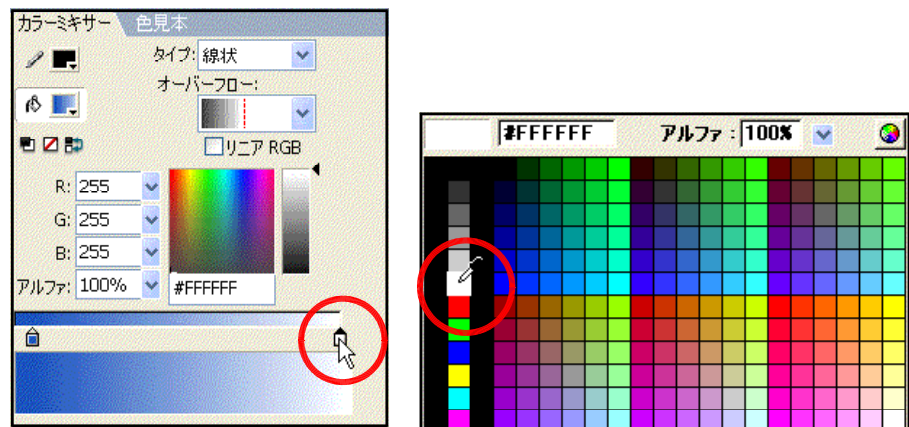 カラーミキサー 色見本
タイプ: 線状
オーバーフロー:
リニア RGB
R: 255
G: 255
B: 255
アルファ: 100% #FFFFFF
#FFFFFF アルファ : 100%